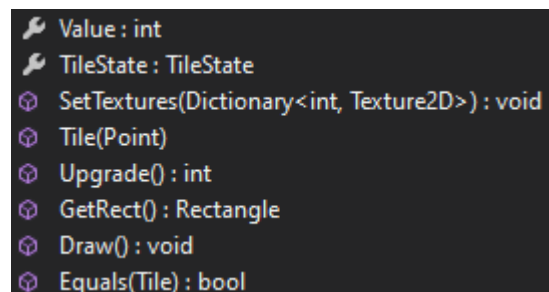 Value : int
TileState : TileState
SetTextures(Dictionary<int, Texture2D>) : void
Tile(Point)
Upgrade() : int
GetRect() : Rectangle
Draw() : void
Equals(Tile) : bool